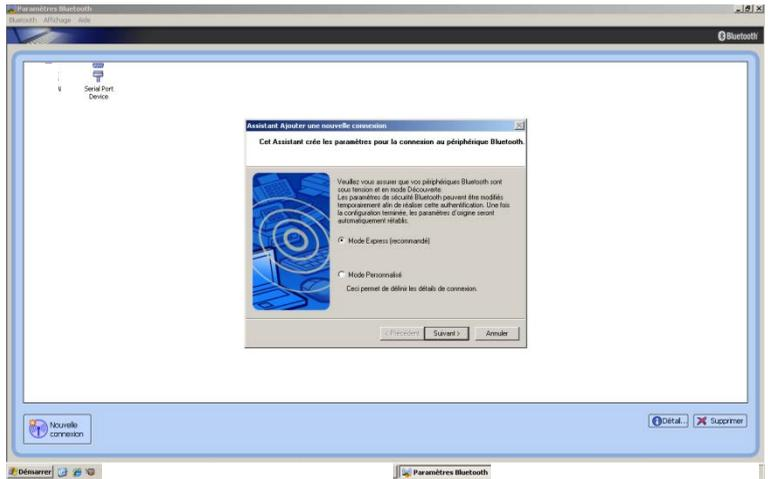 Paramètres Bluetooth
Bluetooth Affichage Aide
Bluetooth
Serial Port
Device
Assistant Ajouter une nouvelle connexion
Cet Assistant crée les paramètres pour la connexion au périphérique Bluetooth.
Veuillez vous assurer que vos périphériques Bluetooth sont
sous tension et en mode Découverte.
Les paramètres de sécurité Bluetooth peuvent être modifiés
temporairement afin de réaliser cette authentification. Une fois
la configuration terminée, les paramètres d'origine seront
automatiquement rétablis.
Mode Express (recommandé)
Mode Personnalisé
Ceci permet de définir les détails de connexion.
< Précédent Suivant > Annuler
Nouvelle
connexion
Détal... Supprimer
Démarrer
Paramètres Bluetooth